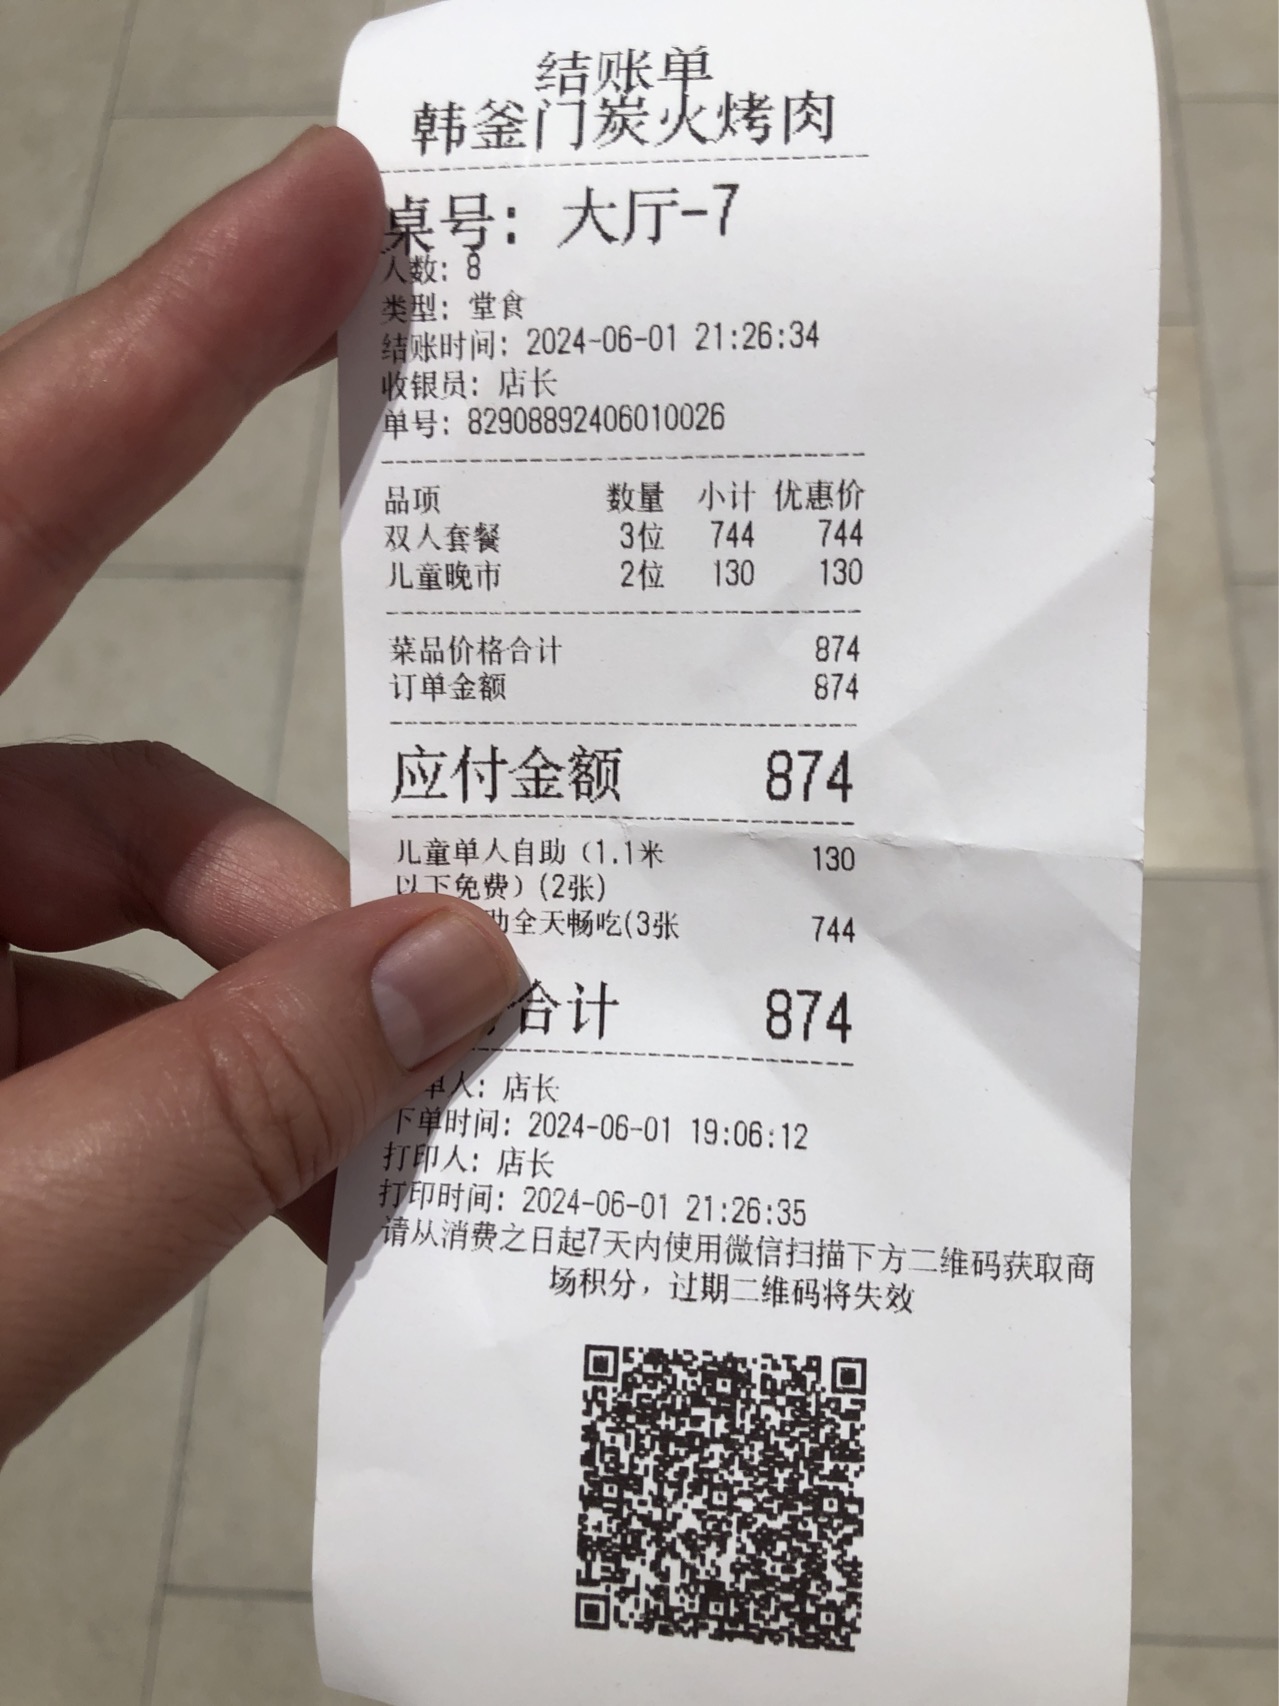 结账单
韩釜门炭火烤肉
桌号： 大厅-7
人数: 8
类型: 堂食
结账时间: 2024-06-01 21:26:34
收银员: 店长
单号: 82908892406010026
品项 数量 小计 优惠价
双人套餐 3位 744 744
儿童晚市 2位 130 130
菜品价格合计 874
订单金额 874
应付金额 874
儿童单人自助（1.1米 130
以下免费）(2张)
助全天畅吃(3张 744
合计 874
单人: 店长
下单时间: 2024-06-01 19:06:12
打印人: 店长
打印时间: 2024-06-01 21:26:35
请从消费之日起7天内使用微信扫描下方二维码获取商
场积分，过期二维码将失效